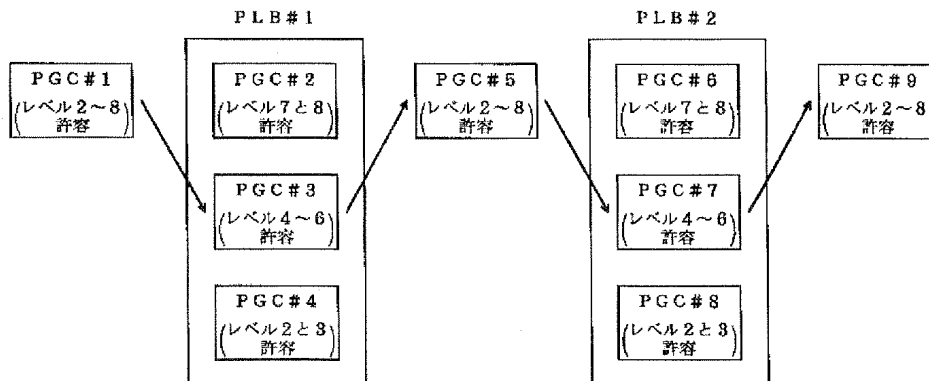 PLB#1
PLB#2
PGC#1
(レベル2〜8
許容)
PGC#2
(レベル7と8
許容)
PGC#3
(レベル4〜6
許容)
PGC#4
(レベル2と3
許容)
PGC#5
(レベル2〜8
許容)
PGC#6
(レベル7と8
許容)
PGC#7
(レベル4〜6
許容)
PGC#8
(レベル2と3
許容)
PGC#9
(レベル2〜8
許容)